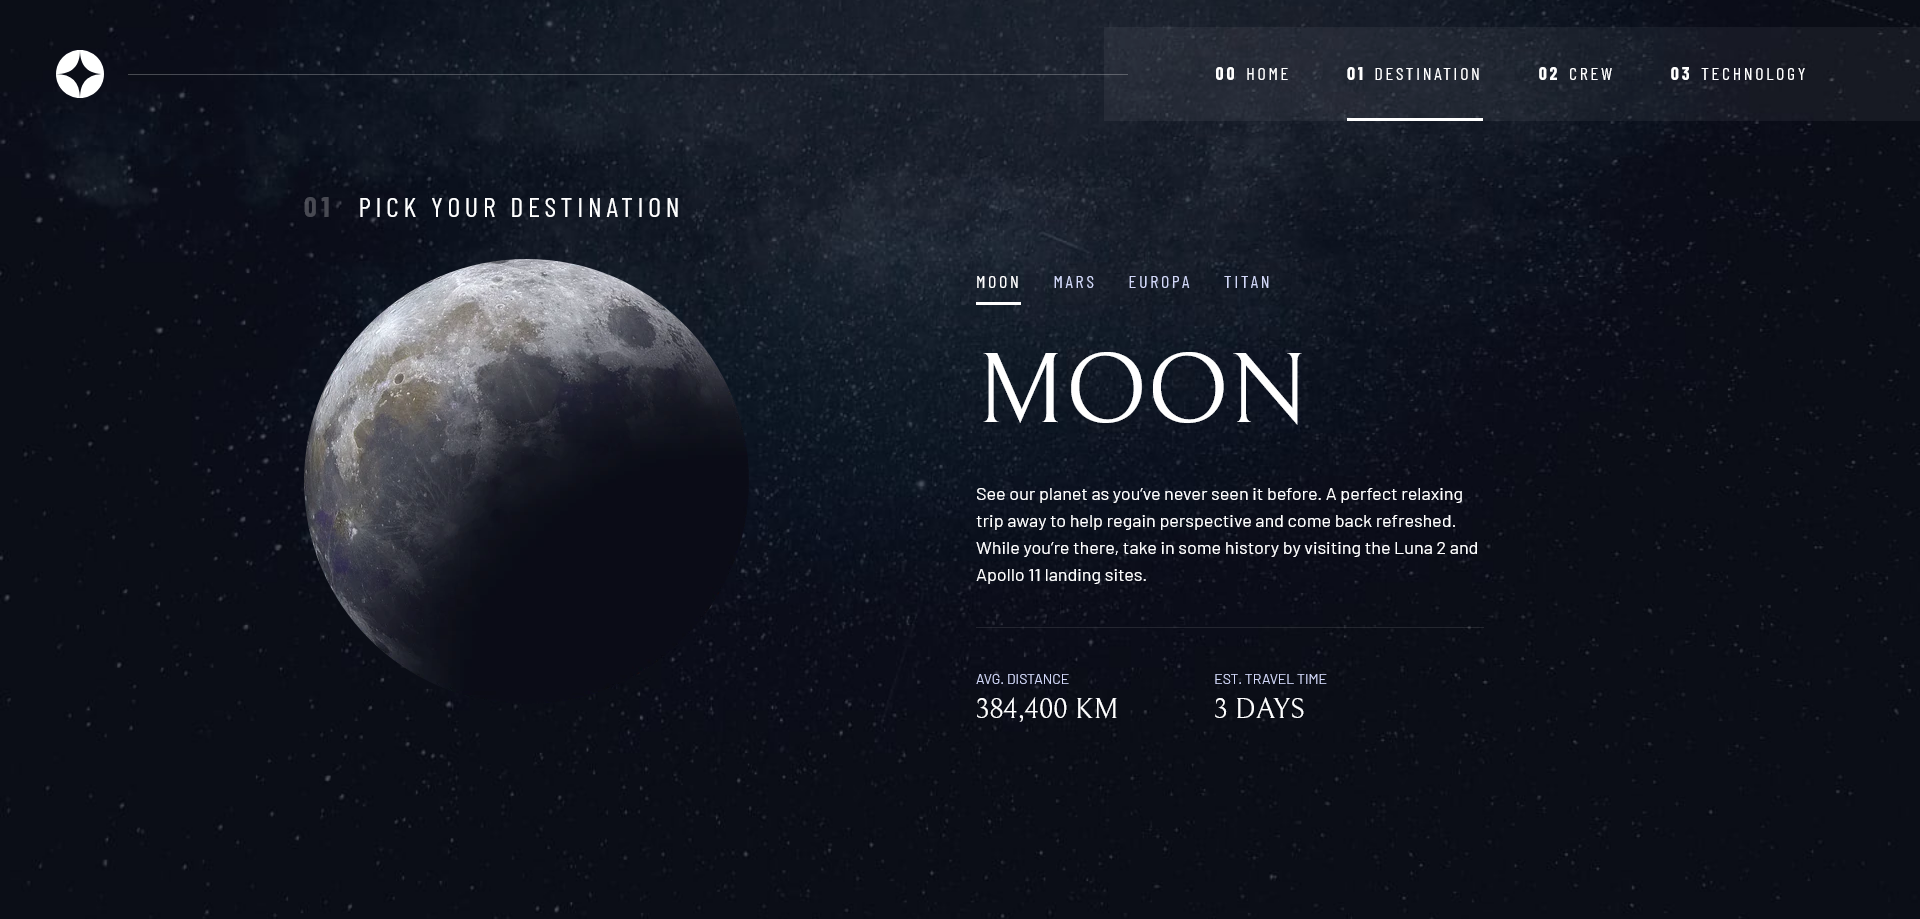 00 HOME
01 DESTINATION
02 CREW
03 TECHNOLOGY
01 PICK YOUR DESTINATION
MOON
MARS
EUROPA
TITAN
MOON
See our planet as you’ve never seen it before. A perfect relaxing
trip away to help regain perspective and come back refreshed.
While you’re there, take in some history by visiting the Luna 2 and
Apollo 11 landing sites.
AVG. DISTANCE
384,400 KM
EST. TRAVEL TIME
3 DAYS